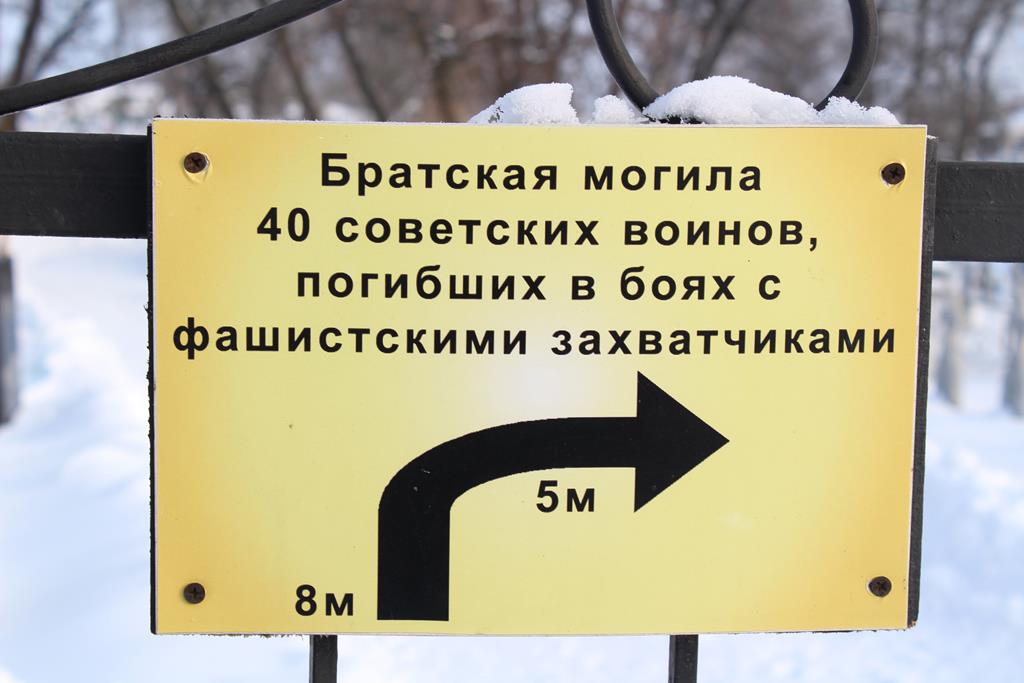 Братская могила
40 советских воинов,
погибших в боях с
фашистскими захватчиками
5м
8м